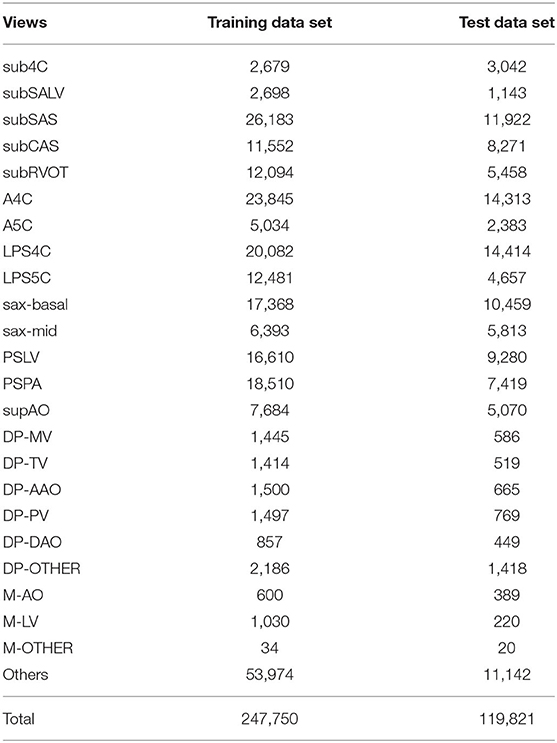 Views Training data set Test data set
sub4C 2,679 3,042
subSALV 2,698 1,143
subSAS 26,183 11,922
subCAS 11,552 8,271
subRVOT 12,094 5,458
A4C 23,845 14,313
A5C 5,034 2,383
LPS4C 20,082 14,414
LPS5C 12,481 4,657
sax-basal 17,368 10,459
sax-mid 6,393 5,813
PSLV 16,610 9,280
PSPA 18,510 7,419
supAO 7,684 5,070
DP-MV 1,445 586
DP-TV 1,414 519
DP-AAO 1,500 665
DP-PV 1,497 769
DP-DAO 857 449
DP-OTHER 2,186 1,418
M-AO 600 389
M-LV 1,030 220
M-OTHER 34 20
Others 53,974 11,142
Total 247,750 119,821